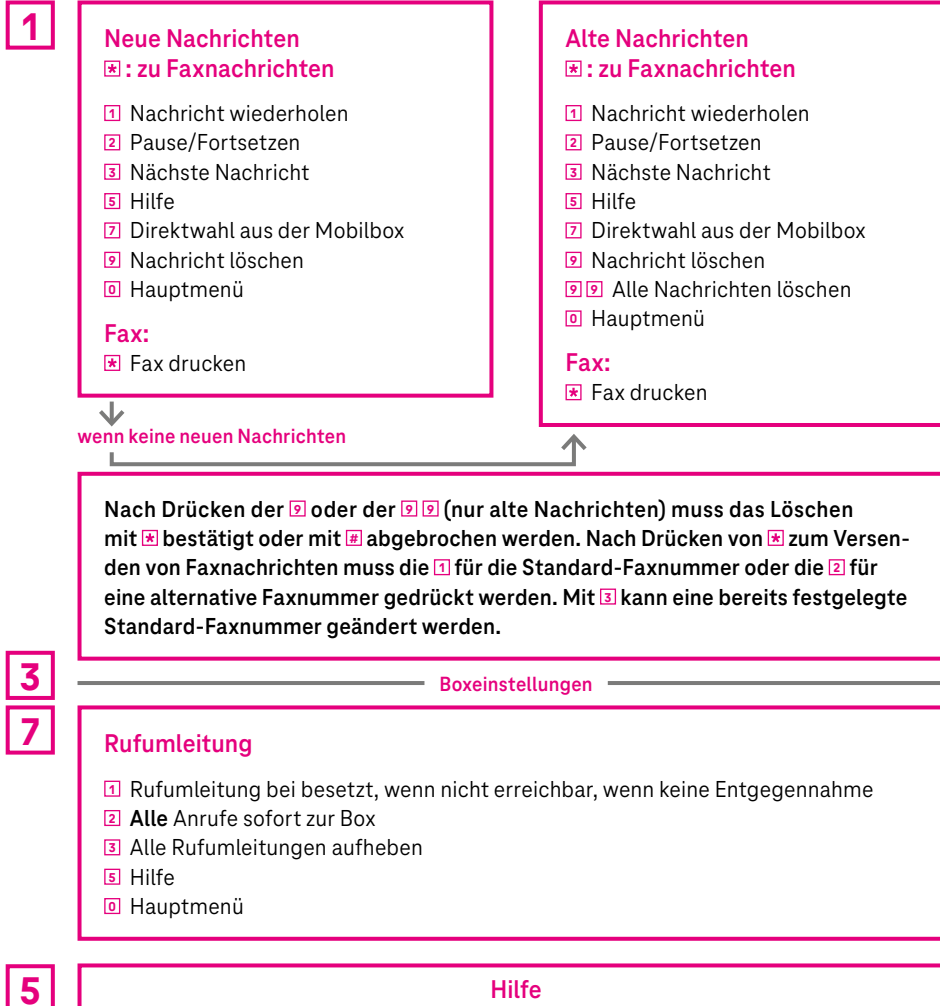 1
Neue Nachrichten
*: zu Faxnachrichten
1 Nachricht wiederholen
2 Pause/Fortsetzen
3 Nächste Nachricht
5 Hilfe
7 Direktwahl aus der Mobilbox
9 Nachricht löschen
0 Hauptmenü
Fax:
* Fax drucken
Alte Nachrichten
*: zu Faxnachrichten
1 Nachricht wiederholen
2 Pause/Fortsetzen
3 Nächste Nachricht
5 Hilfe
7 Direktwahl aus der Mobilbox
9 Nachricht löschen
9 9 Alle Nachrichten löschen
0 Hauptmenü
Fax:
* Fax drucken
wenn keine neuen Nachrichten
Nach Drücken der 9 oder der 9 9 (nur alte Nachrichten) muss das Löschen
mit * bestätigt oder mit # abgebrochen werden. Nach Drücken von * zum Versen-
den von Faxnachrichten muss die 1 für die Standard-Faxnummer oder die 2 für
eine alternative Faxnummer gedrückt werden. Mit 3 kann eine bereits festgelegte
Standard-Faxnummer geändert werden.
3
Boxeinstellungen
7
Rufumleitung
1 Rufumleitung bei besetzt, wenn nicht erreichbar, wenn keine Entgegennahme
2 Alle Anrufe sofort zur Box
3 Alle Rufumleitungen aufheben
5 Hilfe
0 Hauptmenü
5
Hilfe